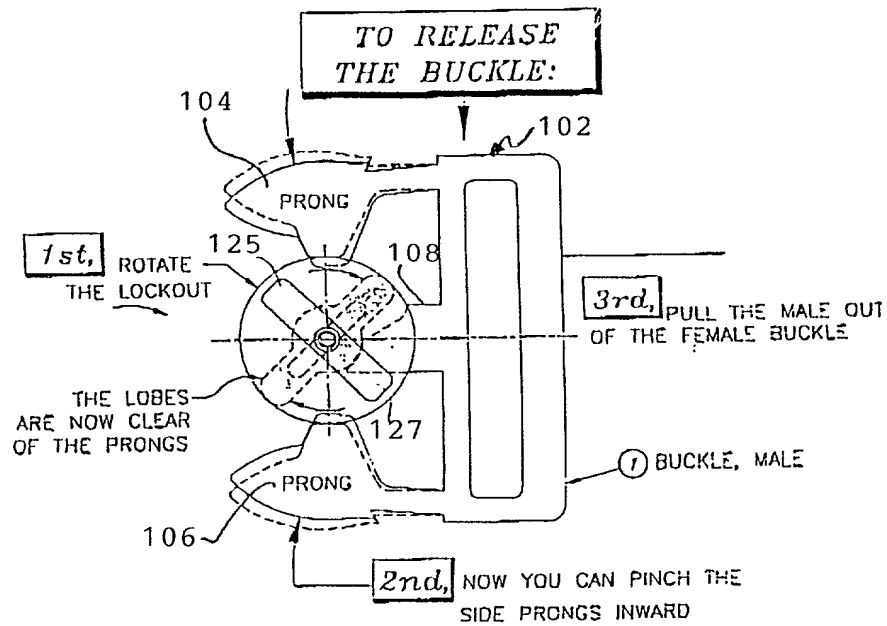 TO RELEASE
THE BUCKLE:
104
102
PRONG
1st, ROTATE
THE LOCKOUT
125
108
3rd, PULL THE MALE OUT
OF THE FEMALE BUCKLE
THE LOBES
ARE NOW CLEAR
OF THE PRONGS
127
1 BUCKLE, MALE
PRONG
106
2nd, NOW YOU CAN PINCH THE
SIDE PRONGS INWARD